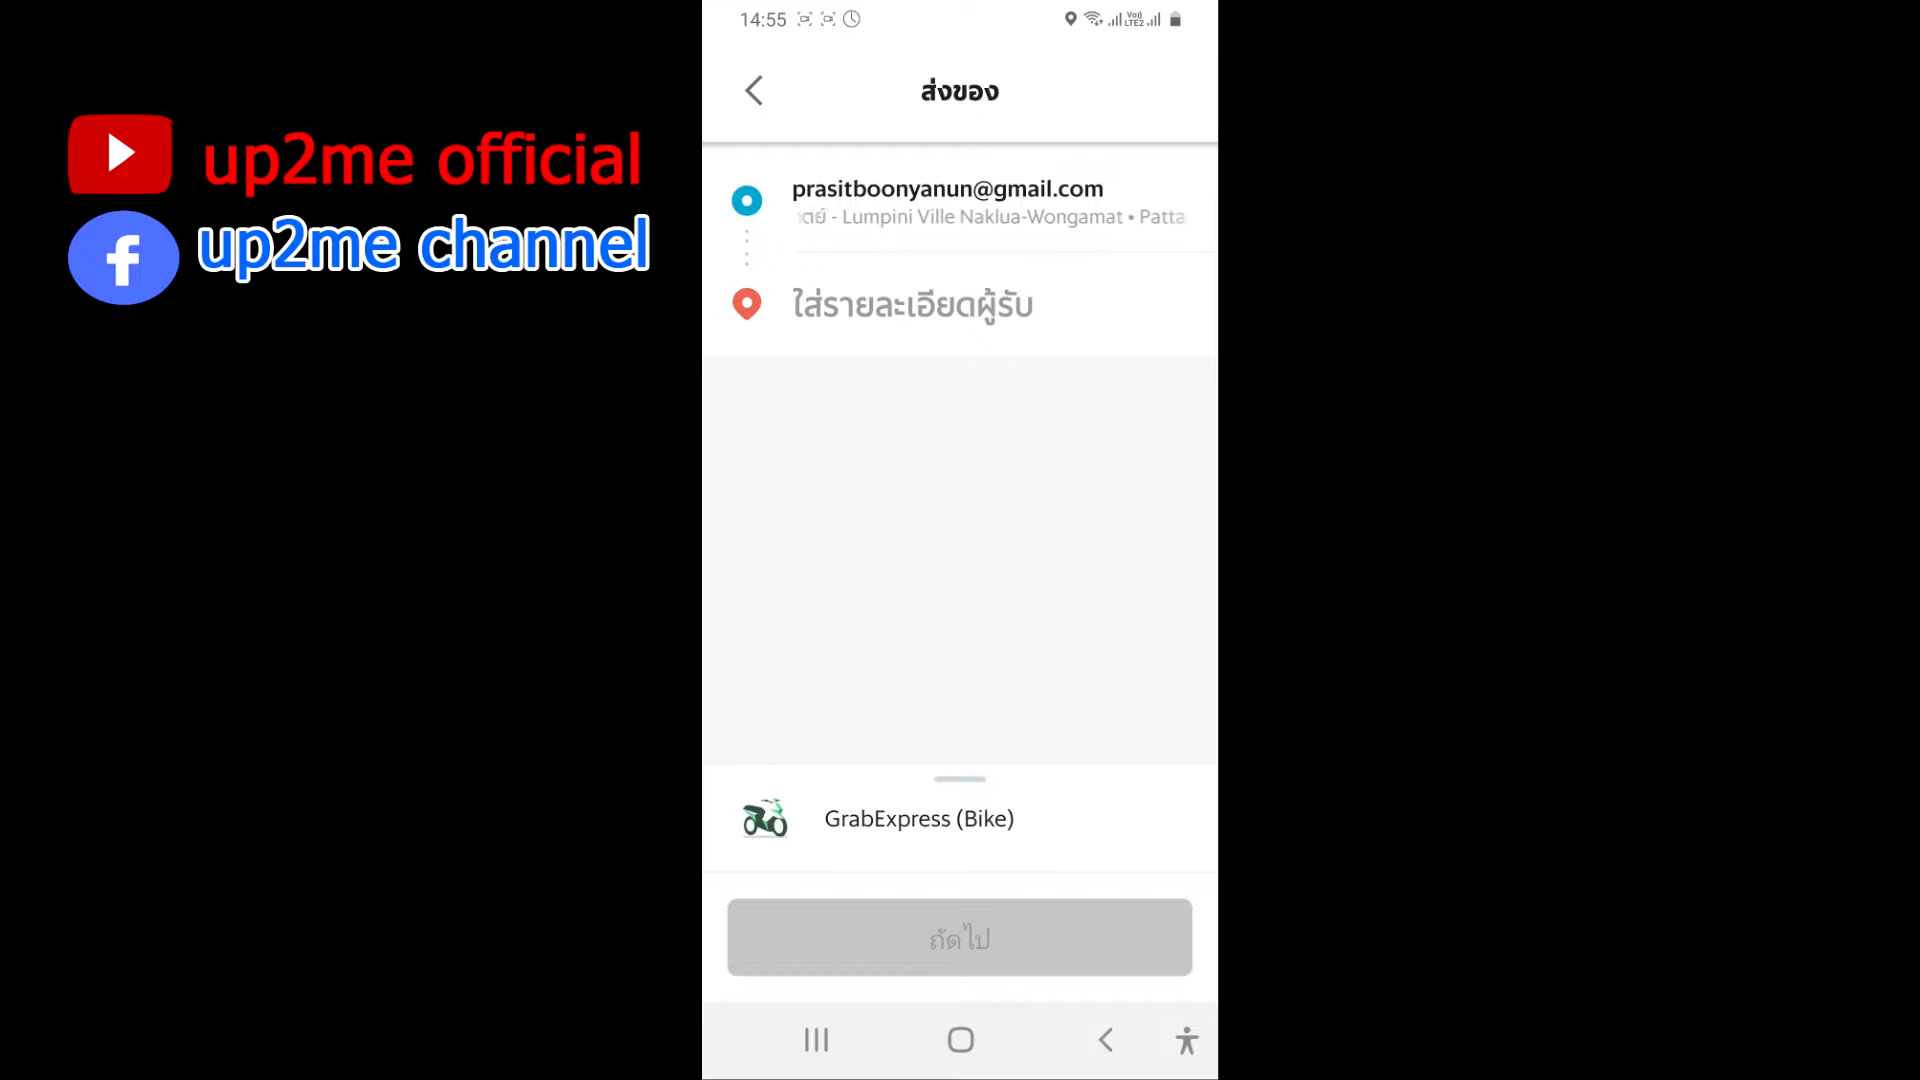 up2me official
up2me channel
14:55
Vo))
LTE2
ส่งของ
prasitboonyanun@gmail.com
- Lumpini Ville Naklua-Wongamat • Patta
ใส่รายละเอียดผู้รับ
GrabExpress (Bike)
ถัดไป